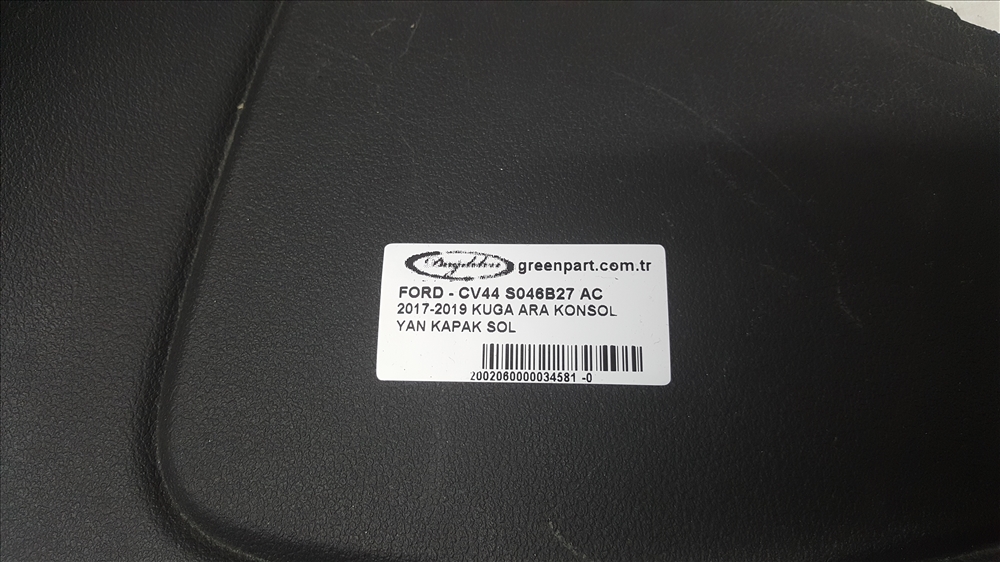 greenpart.com.tr
FORD - CV44 S046B27 AC
2017-2019 KUGA ARA KONSOL
YAN KAPAK SOL
2002060000034581 -0